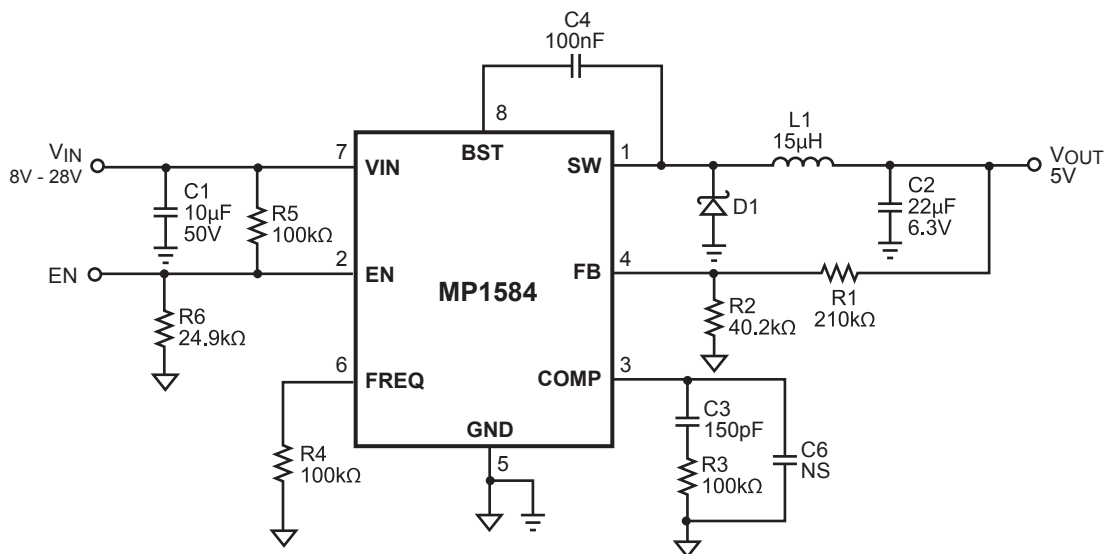 C4
100nF
8
V_IN
8V - 28V
7
VIN
BST
SW
1
L1
15µH
V_OUT
5V
C1
10µF
50V
R5
100kΩ
D1
C2
22µF
6.3V
EN
2
EN
MP1584
FB
4
R6
24.9kΩ
R2
40.2kΩ
R1
210kΩ
6
FREQ
COMP
3
GND
5
R4
100kΩ
C3
150pF
R3
100kΩ
C6
NS